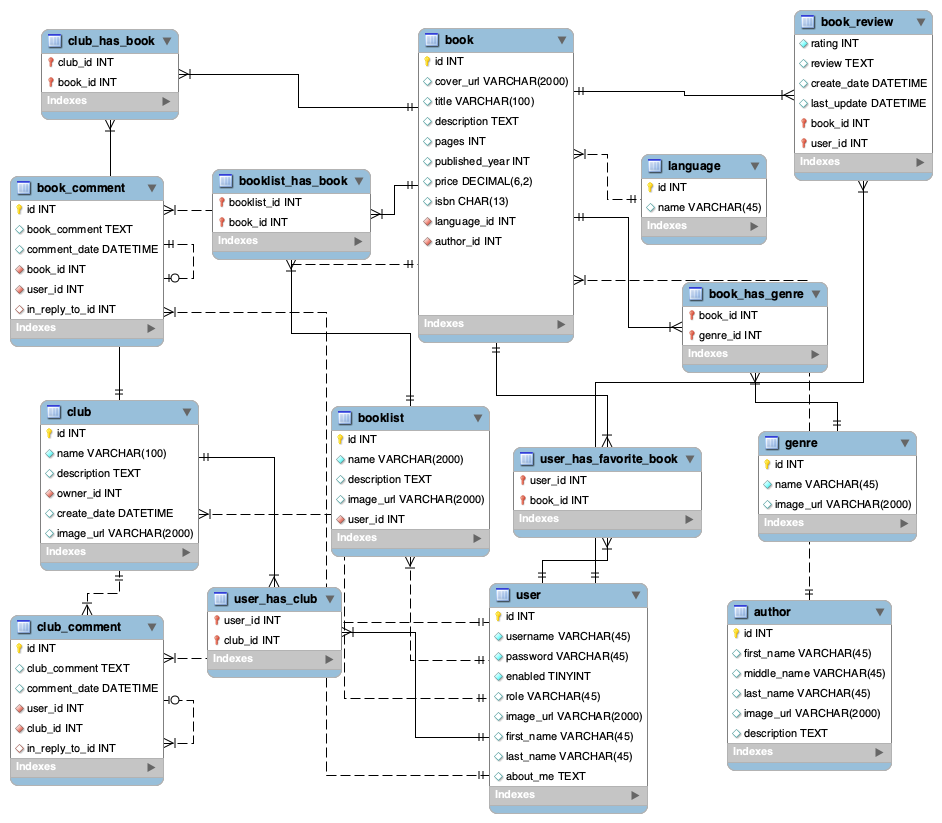 club_has_book
club_id INT
book_id INT
Indexes
book
id INT
cover_url VARCHAR(2000)
title VARCHAR(100)
description TEXT
pages INT
published_year INT
price DECIMAL(6,2)
isbn CHAR(13)
language_id INT
author_id INT
Indexes
book_review
rating INT
review TEXT
create_date DATETIME
last_update DATETIME
book_id INT
user_id INT
Indexes
book_comment
id INT
book_comment TEXT
comment_date DATETIME
book_id INT
user_id INT
in_reply_to_id INT
Indexes
booklist_has_book
booklist_id INT
book_id INT
Indexes
language
id INT
name VARCHAR(45)
Indexes
book_has_genre
book_id INT
genre_id INT
Indexes
club
id INT
name VARCHAR(100)
description TEXT
owner_id INT
create_date DATETIME
image_url VARCHAR(2000)
Indexes
booklist
id INT
name VARCHAR(2000)
description TEXT
image_url VARCHAR(2000)
user_id INT
Indexes
user_has_favorite_book
user_id INT
book_id INT
Indexes
genre
id INT
name VARCHAR(45)
image_url VARCHAR(2000)
Indexes
club_comment
id INT
club_comment TEXT
comment_date DATETIME
user_id INT
club_id INT
in_reply_to_id INT
Indexes
user_has_club
user_id INT
club_id INT
Indexes
user
id INT
username VARCHAR(45)
password VARCHAR(45)
enabled TINYINT
role VARCHAR(45)
image_url VARCHAR(2000)
first_name VARCHAR(45)
last_name VARCHAR(45)
about_me TEXT
Indexes
author
id INT
first_name VARCHAR(45)
middle_name VARCHAR(45)
last_name VARCHAR(45)
image_url VARCHAR(2000)
description TEXT
Indexes